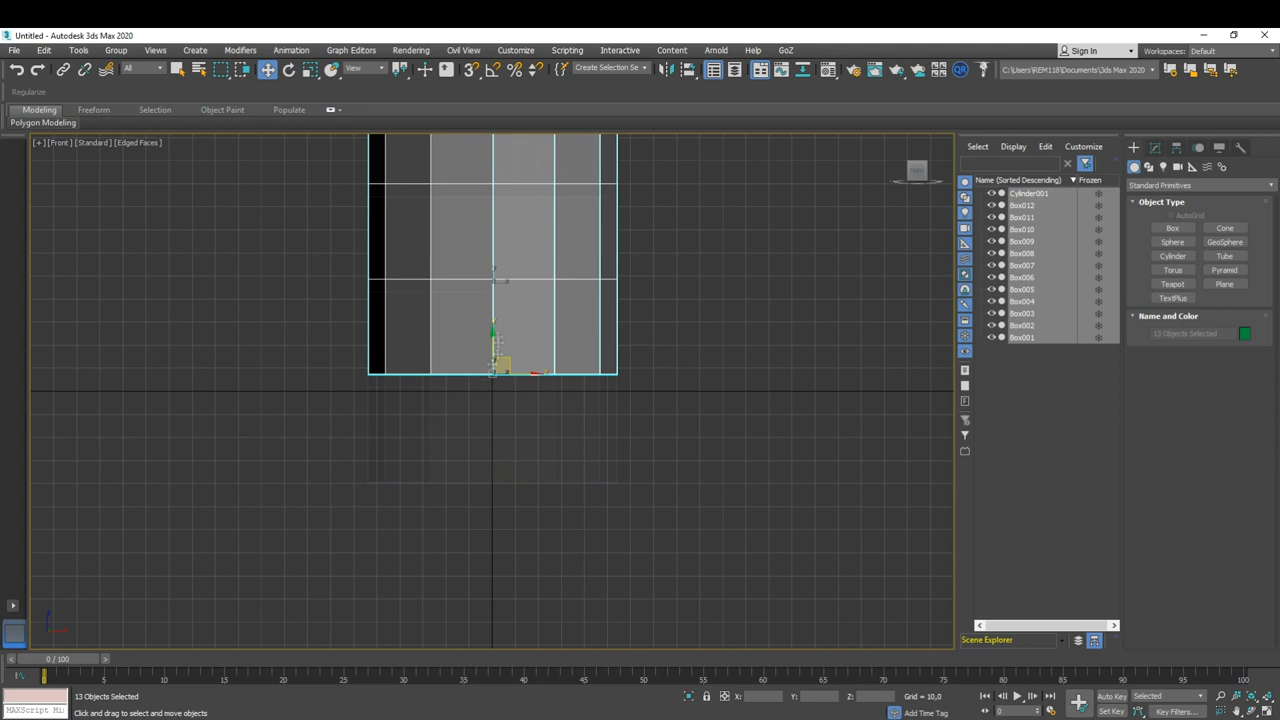 Untitled - Autodesk 3ds Max 2020
File Edit Tools Group Views Create Modifiers Animation Graph Editors Rendering Civil View Customize Scripting Interactive Content Arnold Help GoZ
Sign In
Workspaces: Default
All
View
Create Selection Se
C:\Users\REM118\Documents\3ds Max 2020
Regularize
Modeling Freeform Selection Object Paint Populate
Polygon Modeling
[+] [Front] [Standard] [Edged Faces]
Select Display Edit Customize
Name (Sorted Descending) Frozen
Cylinder001
Box012
Box011
Box010
Box009
Box008
Box007
Box006
Box005
Box004
Box003
Box002
Box001
Standard Primitives
Object Type
AutoGrid
Box Cone
Sphere GeoSphere
Cylinder Tube
Torus Pyramid
Teapot Plane
TextPlus
Name and Color
13 Objects Selected
Scene Explorer
0 / 100
0 5 10 15 20 25 30 35 40 45 50 55 60 65 70 75 80 85 90 95 100
13 Objects Selected
X: Y: Z: Grid = 10,0
Auto Key Selected
MAXScript Mi
Click and drag to select and move objects
Add Time Tag
0
Set Key Key Filters...